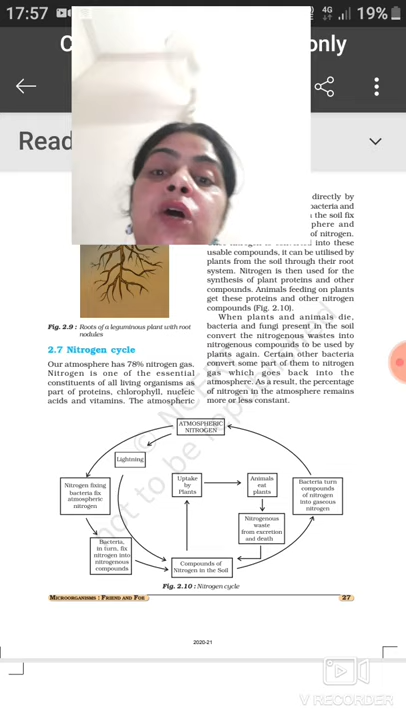 17:57
4G
19%
C
only
Read
directly by
bacteria and
the soil fix
phere and
of nitrogen.
into these
usable compounds, it can be utilised by
plants from the soil through their root
system. Nitrogen is then used for the
synthesis of plant proteins and other
compounds. Animals feeding on plants
get these proteins and other nitrogen
compounds (Fig. 2.10).
When plants and animals die,
bacteria and fungi present in the soil
convert the nitrogenous wastes into
nitrogenous compounds to be used by
plants again. Certain other bacteria
convert some part of them to nitrogen
gas which goes back into the
atmosphere. As a result, the percentage
of nitrogen in the atmosphere remains
more or less constant.
Fig. 2.9 : Roots of a leguminous plant with root
nodules
2.7 Nitrogen cycle
Our atmosphere has 78% nitrogen gas.
Nitrogen is one of the essential
constituents of all living organisms as
part of proteins, chlorophyll, nucleic
acids and vitamins. The atmospheric
ATMOSPHERIC
NITROGEN
Lightning
Nitrogen fixing
bacteria fix
atmospheric
nitrogen
Uptake
by
Plants
Animals
eat
plants
Bacteria turn
compounds
of nitrogen
into gaseous
nitrogen
Nitrogenous
waste
from excretion
and death
Bacteria,
in turn, fix
nitrogen into
nitrogenous
compounds
Compounds of
Nitrogen in the Soil
Fig. 2.10 : Nitrogen cycle
MICROORGANISMS : FRIEND AND FOE
27
2020-21
not to be republished
© NCERT
V RECORDER